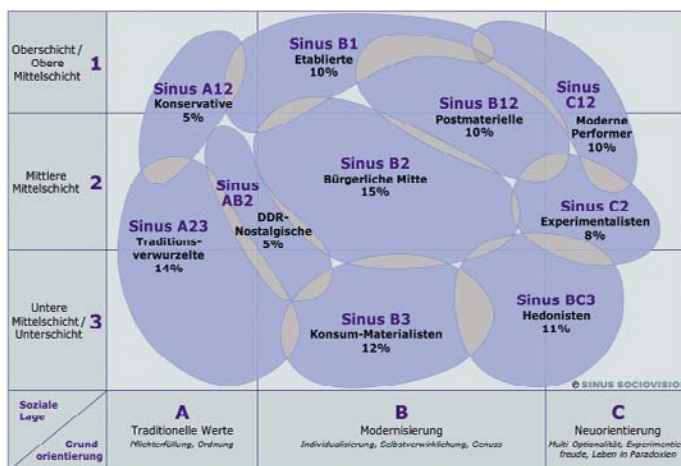 Oberschicht /
Obere
Mittelschicht
1
Mittlere
Mittelschicht
2
Untere
Mittelschicht /
Unterschicht
3
Sinus B1
Etablierte
10%
Sinus A12
Konservative
5%
Sinus B12
Postmaterielle
10%
Sinus
C12
Moderne
Performer
10%
Sinus
AB2
DDR-
Nostalgische
5%
Sinus B2
Bürgerliche Mitte
15%
Sinus C2
Experimentalisten
8%
Sinus A23
Traditions-
verwurzelte
14%
Sinus B3
Konsum-Materialisten
12%
Sinus BC3
Hedonisten
11%
© SINUS SOCIOVISION
Soziale
Lage
Grund
orientierung
A
Traditionelle Werte
Pflichterfüllung, Ordnung
B
Modernisierung
Individualisierung, Selbstverwirklichung, Genuss
C
Neuorientierung
Multi Optionalität, Experimentier
freude, Leben in Paradoxien